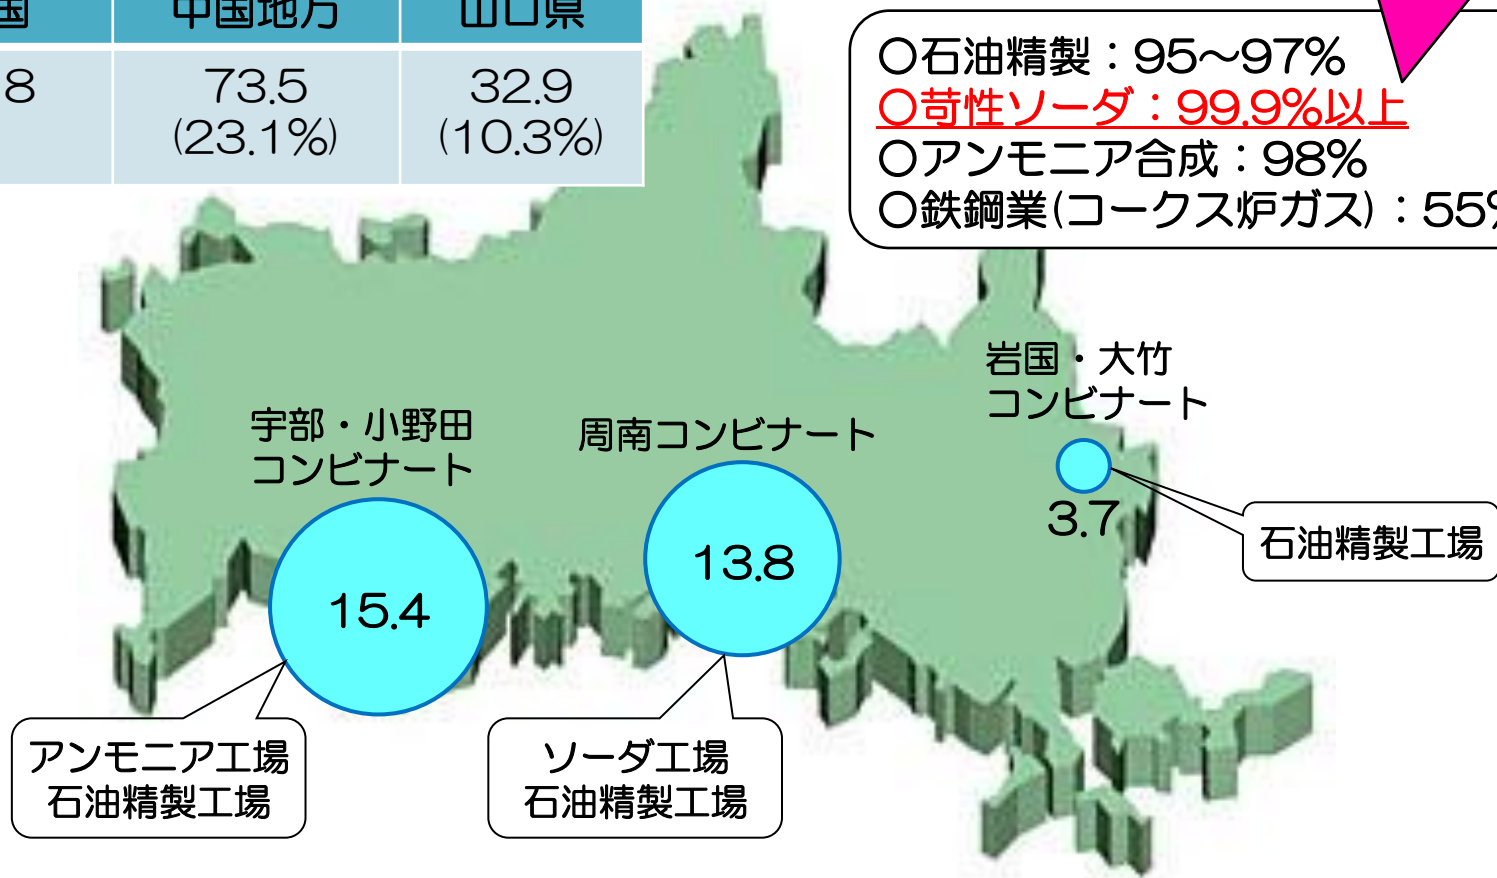 国 中国地方 山口県
8 73.5 32.9
(23.1%) (10.3%)
〇石油精製：95～97%
〇苛性ソーダ：99.9%以上
〇アンモニア合成：98%
〇鉄鋼業(コークス炉ガス)：55%
岩国・大竹
コンビナート
3.7
石油精製工場
宇部・小野田
コンビナート
15.4
周南コンビナート
13.8
アンモニア工場
石油精製工場
ソーダ工場
石油精製工場